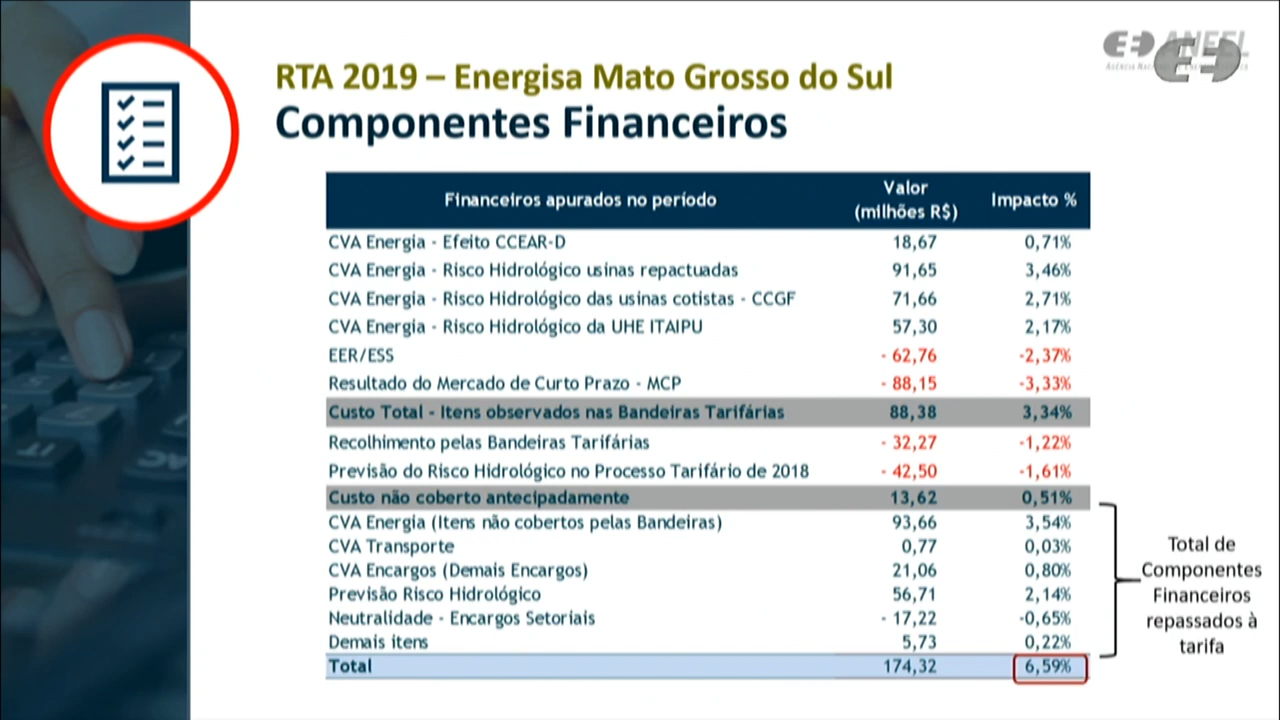 ANEEL
RTA 2019 – Energisa Mato Grosso do Sul
Componentes Financeiros
Financeiros apurados no período Valor (milhões R$) Impacto %
CVA Energia - Efeito CCEAR-D 18,67 0,71%
CVA Energia - Risco Hidrológico usinas repactuadas 91,65 3,46%
CVA Energia - Risco Hidrológico das usinas cotistas - CCGF 71,66 2,71%
CVA Energia - Risco Hidrológico da UHE ITAIPU 57,30 2,17%
EER/ESS - 62,76 -2,37%
Resultado do Mercado de Curto Prazo - MCP - 88,15 -3,33%
Custo Total - Itens observados nas Bandeiras Tarifárias 88,38 3,34%
Recolhimento pelas Bandeiras Tarifárias - 32,27 -1,22%
Previsão do Risco Hidrológico no Processo Tarifário de 2018 - 42,50 -1,61%
Custo não coberto antecipadamente 13,62 0,51%
CVA Energia (Itens não cobertos pelas Bandeiras) 93,66 3,54%
CVA Transporte 0,77 0,03%
CVA Encargos (Demais Encargos) 21,06 0,80%
Previsão Risco Hidrológico 56,71 2,14%
Neutralidade - Encargos Setoriais - 17,22 -0,65%
Demais itens 5,73 0,22%
Total 174,32 6,59%
Total de
Componentes
Financeiros
repassados à
tarifa